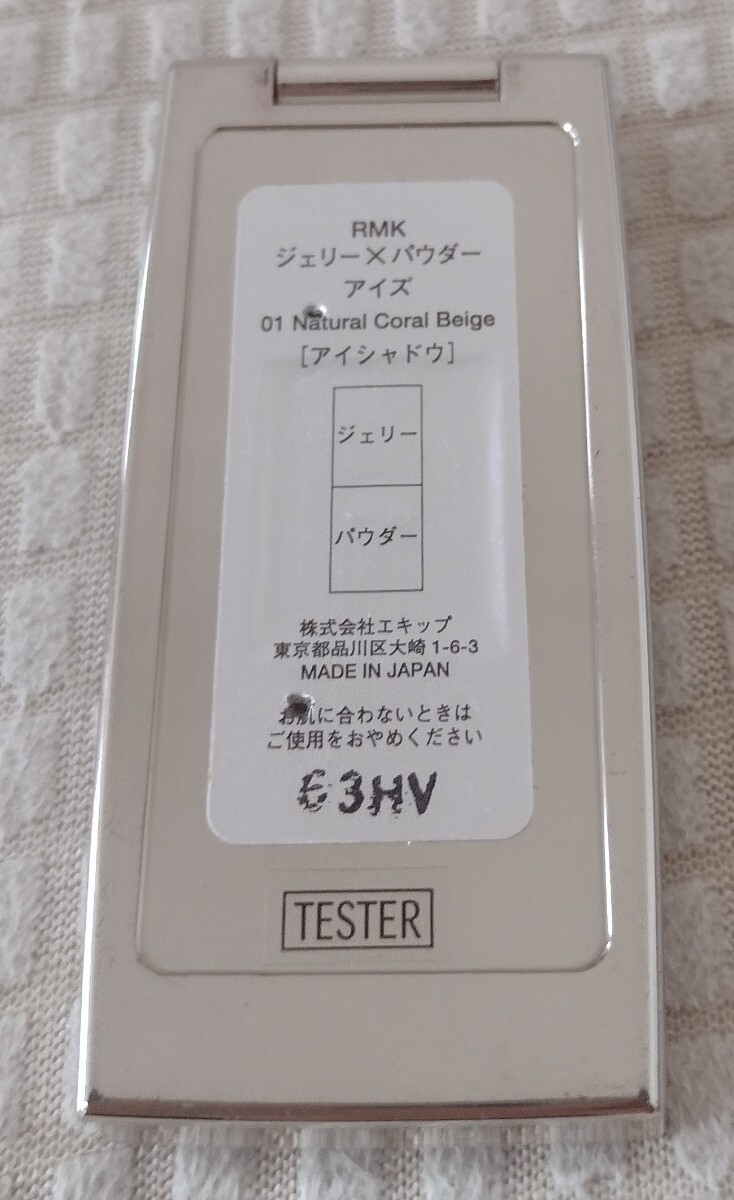 RMK
ジェリー×パウダー
アイズ
01 Natural Coral Beige
[アイシャドウ]
ジェリー
パウダー
株式会社エキップ
東京都品川区大崎1-6-3
MADE IN JAPAN
お肌に合わないときは
ご使用をおやめください
63HV
TESTER